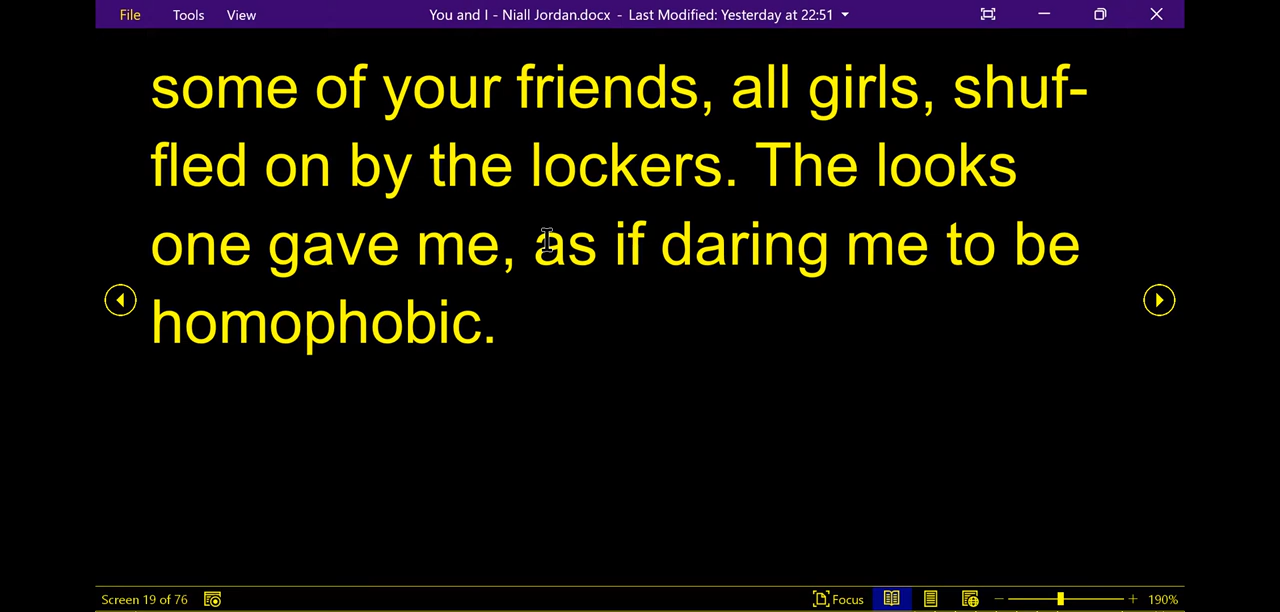 File Tools View You and I - Niall Jordan.docx - Last Modified: Yesterday at 22:51
some of your friends, all girls, shuf-
fled on by the lockers. The looks
one gave me, as if daring me to be
homophobic.
Screen 19 of 76 Focus 190%